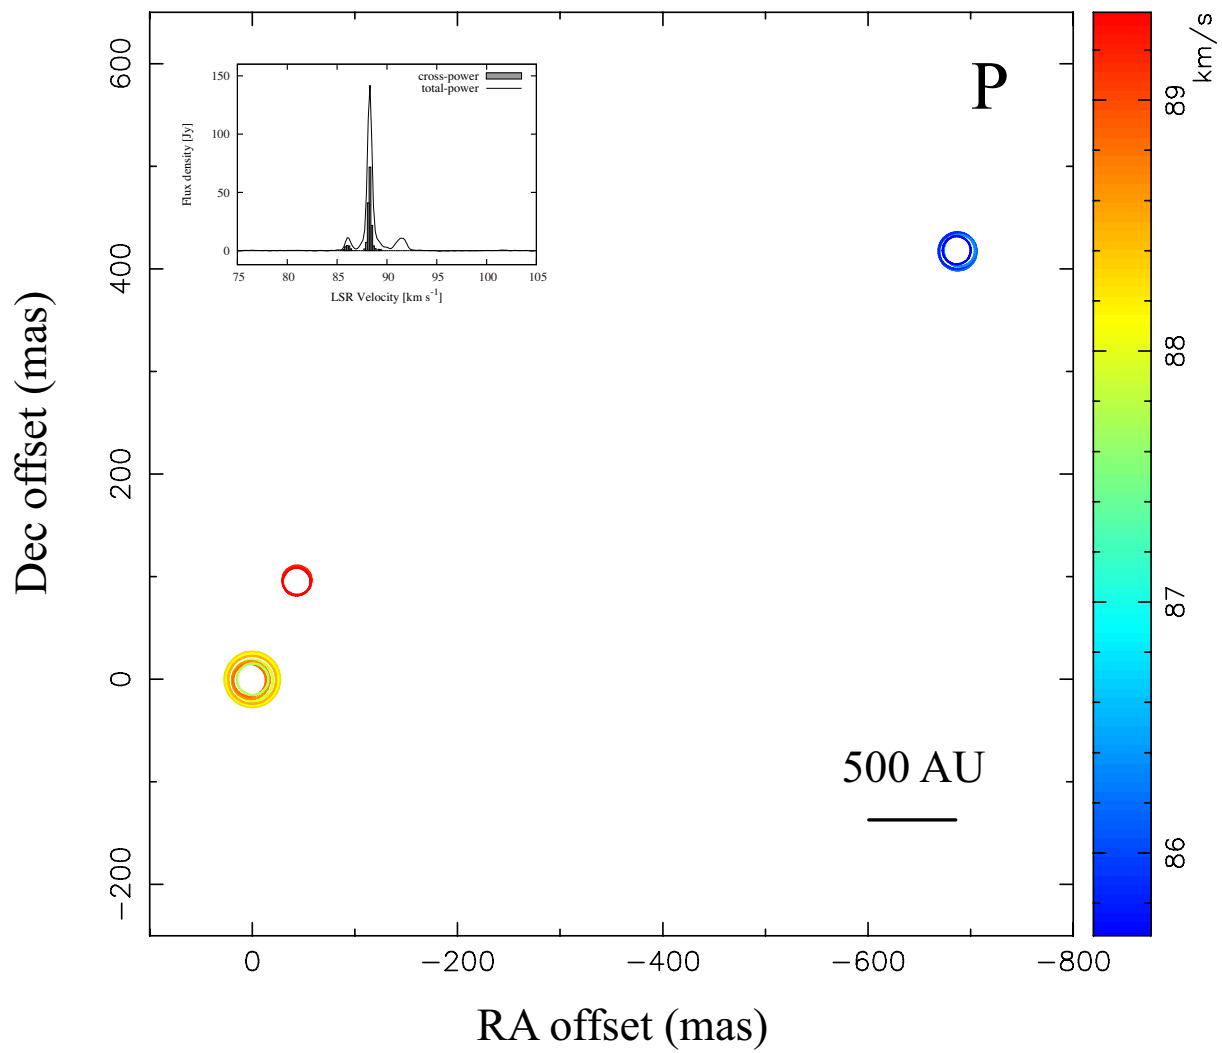 P
cross-power
total-power
150
100
50
0
Flux density [Jy]
75 80 85 90 95 100 105
LSR Velocity [km s-1]
600
400
200
0
−200
Dec offset (mas)
500 AU
0 −200 −400 −600 −800
RA offset (mas)
km/s
89
88
87
86